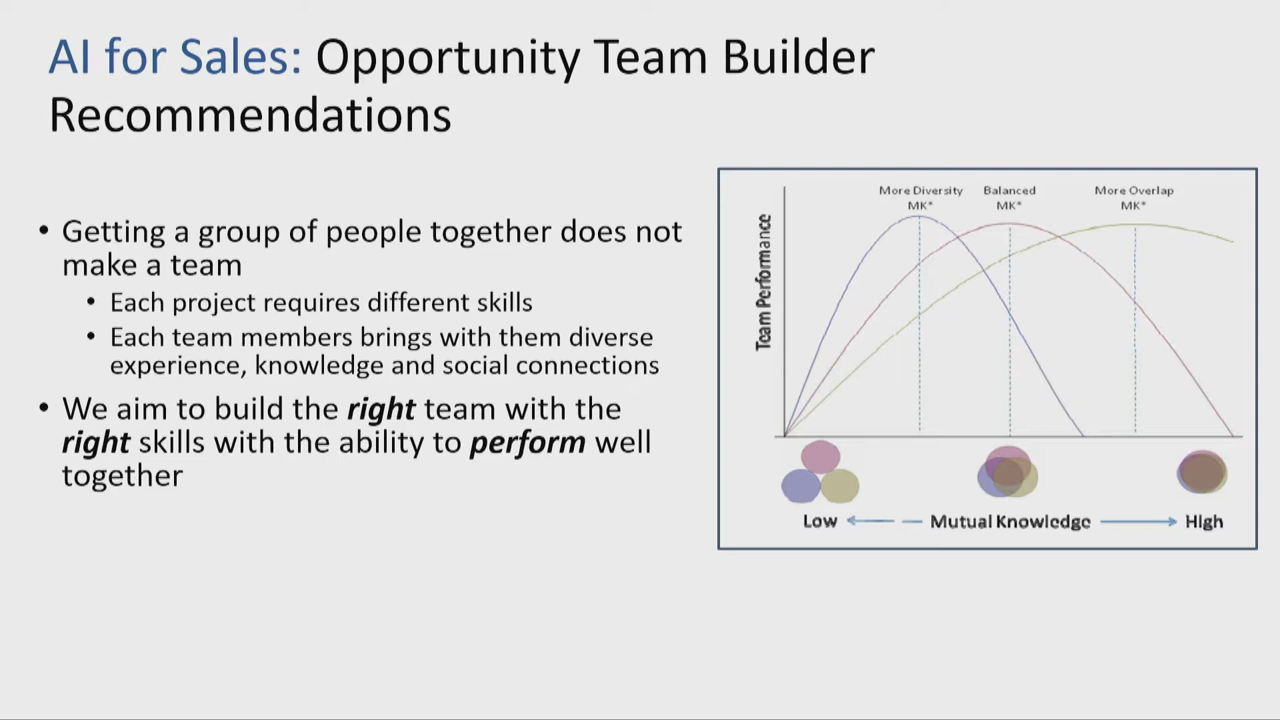 AI for Sales: Opportunity Team Builder
Recommendations
• Getting a group of people together does not
make a team
• Each project requires different skills
• Each team members brings with them diverse
experience, knowledge and social connections
• We aim to build the right team with the
right skills with the ability to perform well
together
More Diversity
MK*
Balanced
MK*
More Overlap
MK*
Team Performance
Low
Mutual Knowledge
High